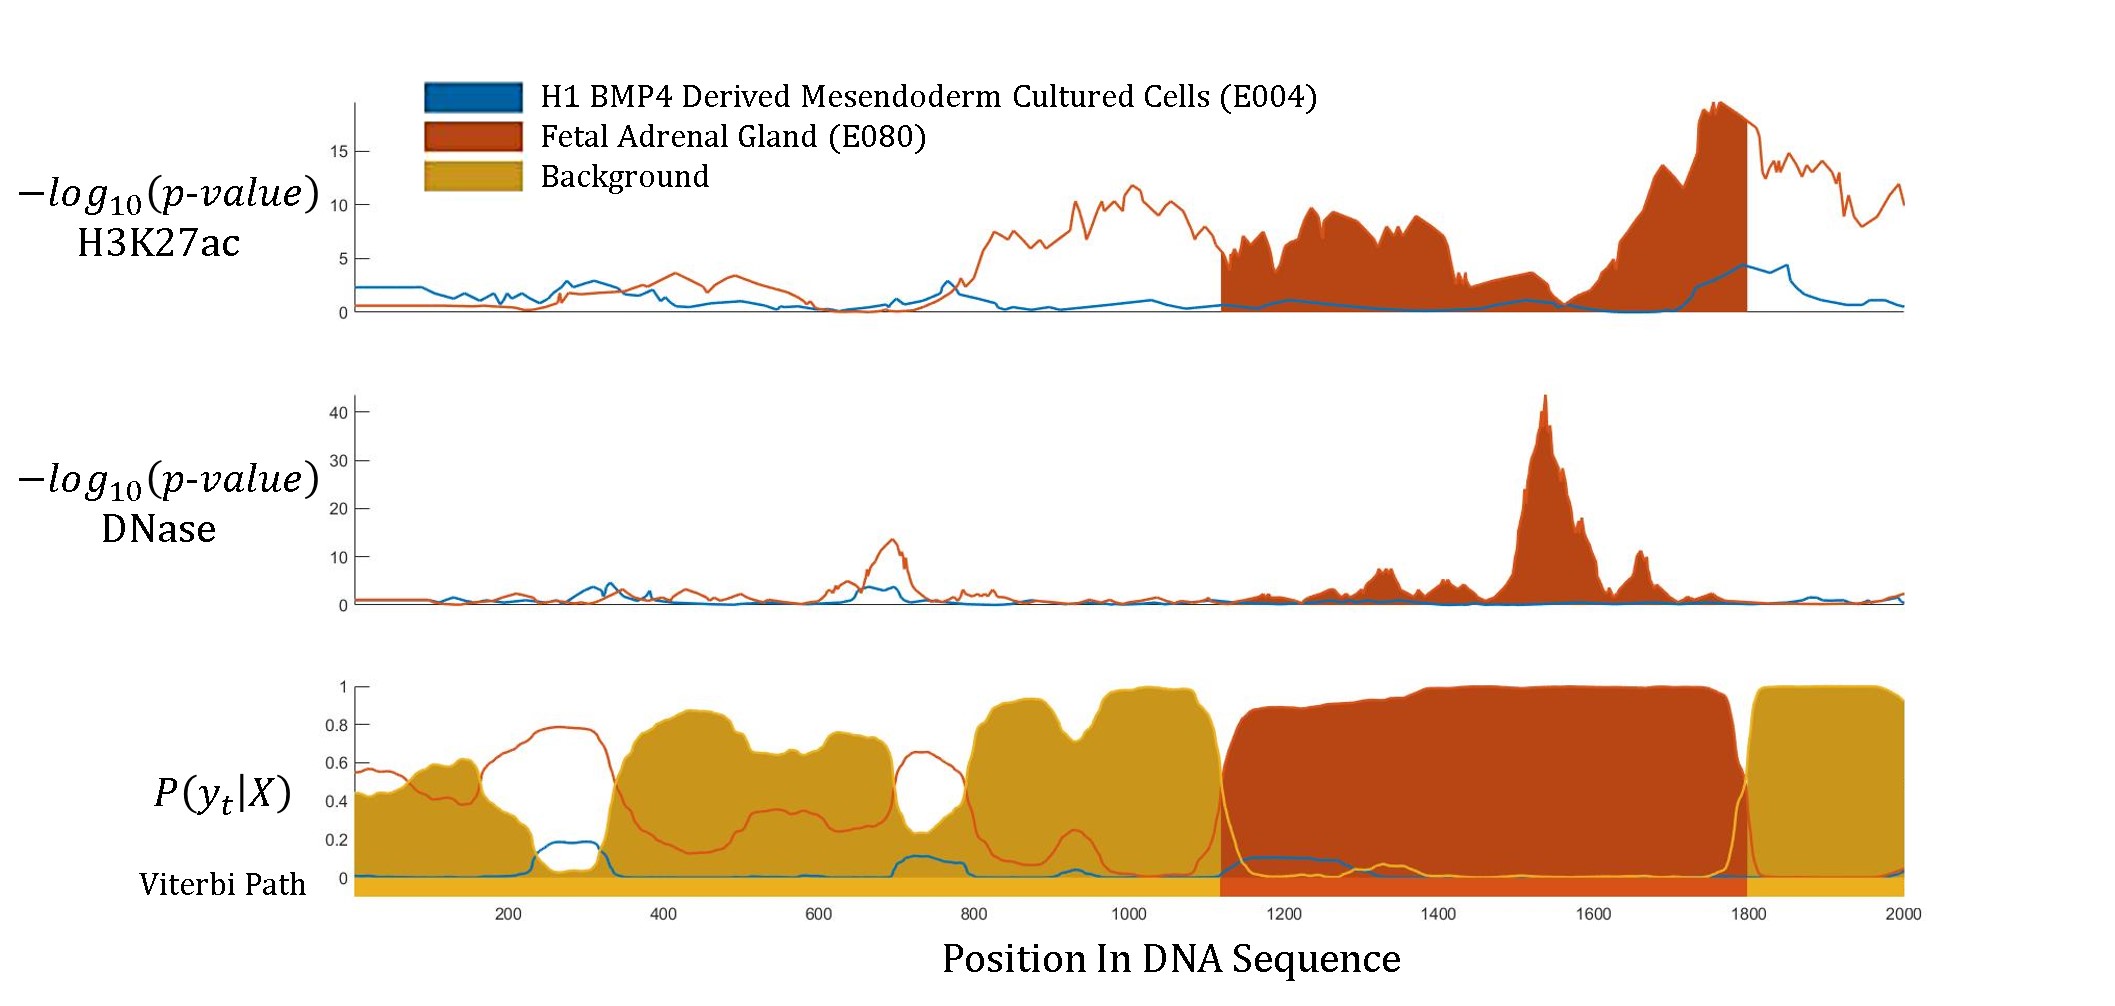 H1 BMP4 Derived Mesendoderm Cultured Cells (E004)
Fetal Adrenal Gland (E080)
Background
−log10(p-value)
H3K27ac
15
10
5
0
−log10(p-value)
DNase
40
30
20
10
0
P(yt|X)
1
0.8
0.6
0.4
0.2
0
Viterbi Path
200 400 600 800 1000 1200 1400 1600 1800 2000
Position In DNA Sequence